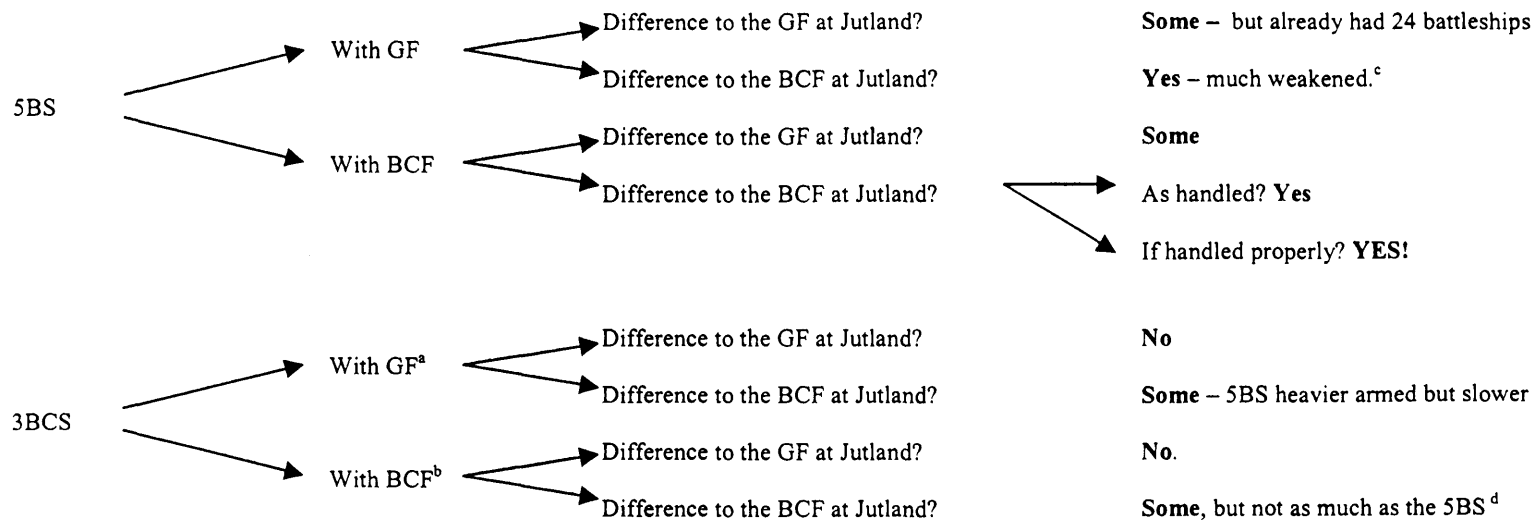 Difference to the GF at Jutland? Some – but already had 24 battleships
With GF
Difference to the BCF at Jutland? Yes – much weakened.ᶜ
5BS
Difference to the GF at Jutland? Some
With BCF
Difference to the BCF at Jutland? As handled? Yes
If handled properly? YES!
Difference to the GF at Jutland? No
With GFᵃ
Difference to the BCF at Jutland? Some – 5BS heavier armed but slower
3BCS
Difference to the GF at Jutland? No.
With BCFᵇ
Difference to the BCF at Jutland? Some, but not as much as the 5BS ᵈ